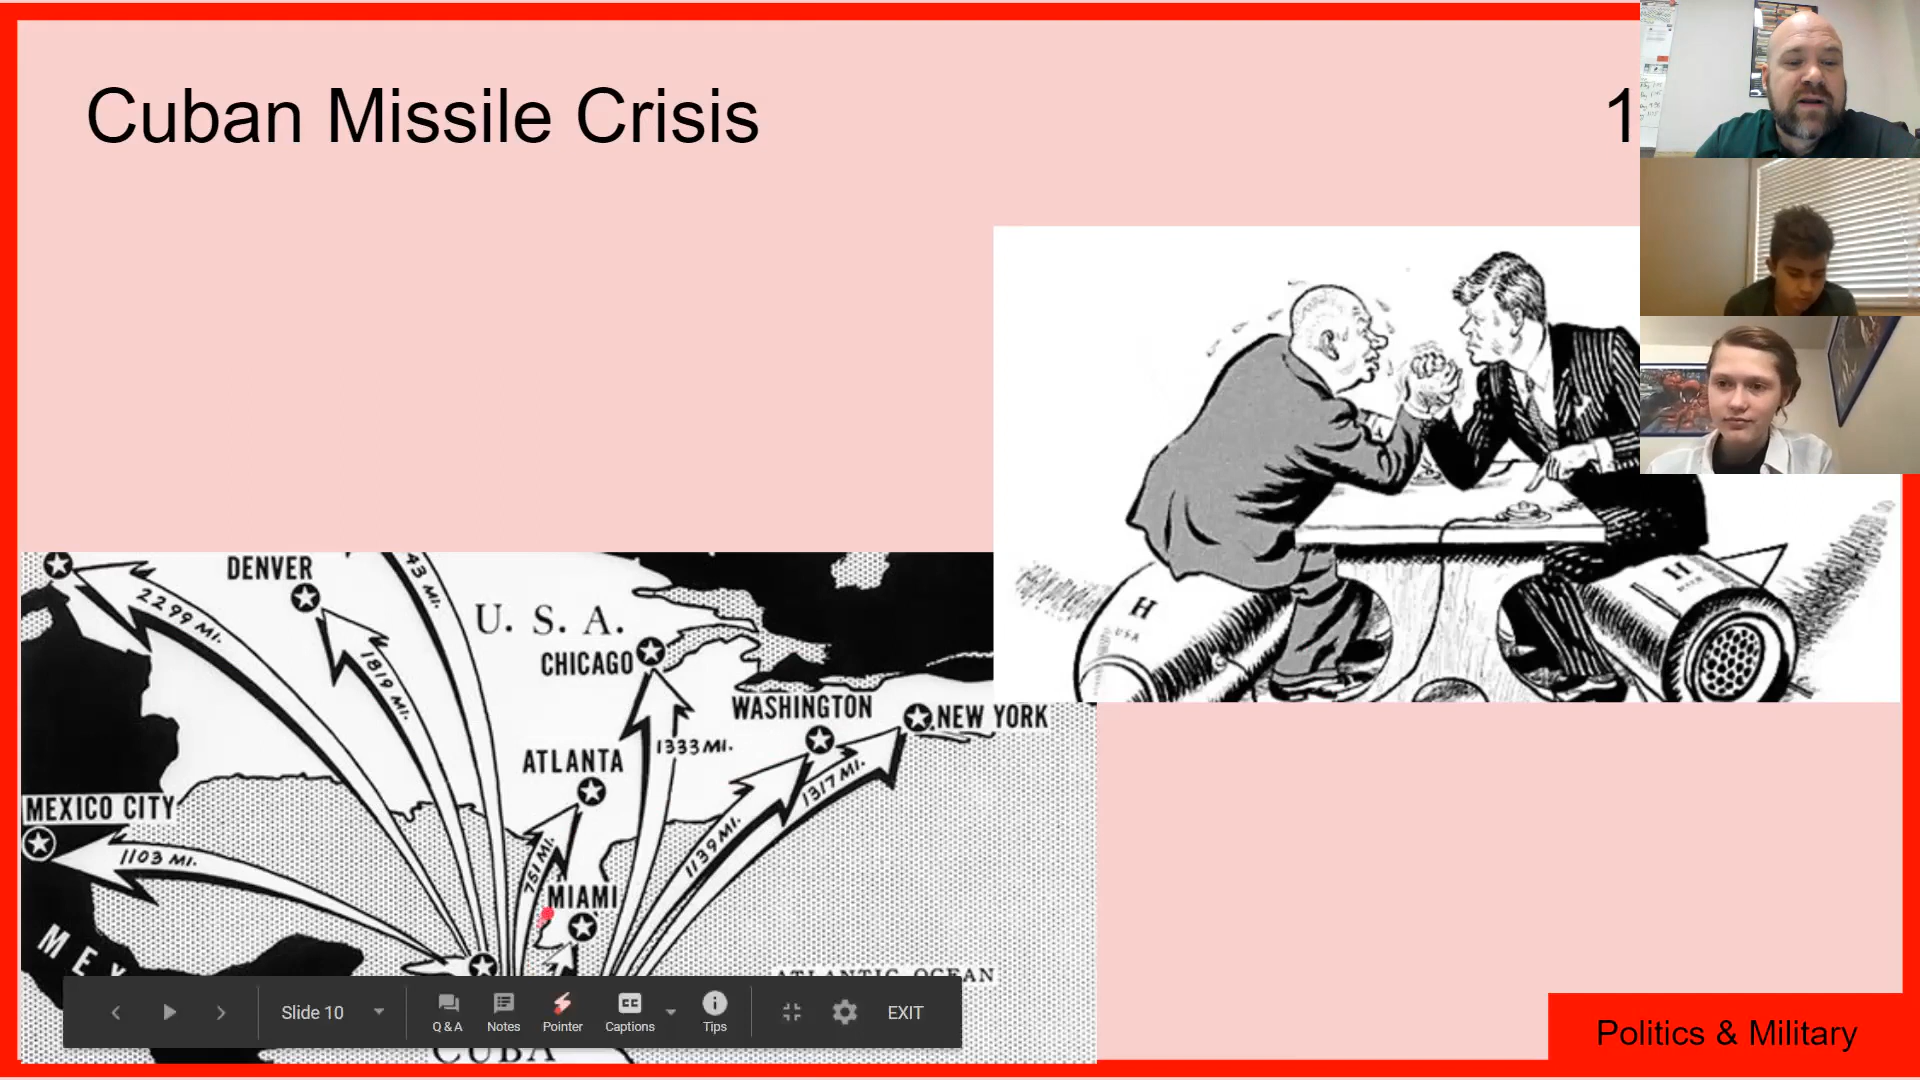 Cuban Missile Crisis
1
DENVER
2299 MI.
43 MI.
1819 MI.
U. S. A.
CHICAGO
WASHINGTON
NEW YORK
1333 MI.
ATLANTA
1317 MI.
MEXICO CITY
1103 MI.
751 MI.
1139 MI.
MIAMI
MEX
ATLANTIC OCEAN
CUBA
H
USA
H
Slide 10
Q & A
Notes
Pointer
CC
Captions
Tips
EXIT
Politics & Military